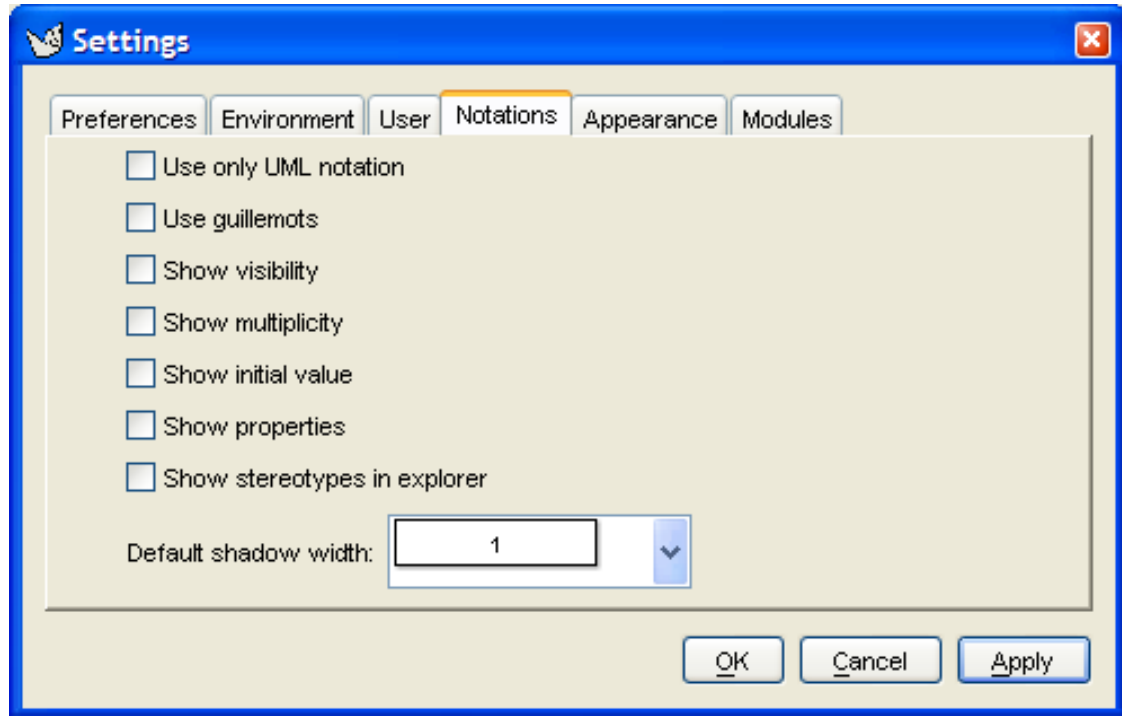 Settings
Preferences Environment User Notations Appearance Modules
Use only UML notation
Use guillemots
Show visibility
Show multiplicity
Show initial value
Show properties
Show stereotypes in explorer
Default shadow width: 1
OK Cancel Apply